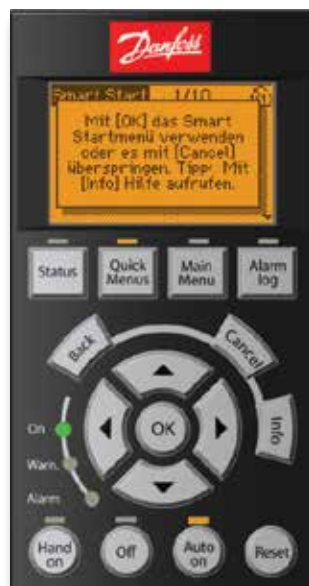 Danfoss
Smart Start 1/10
Mit [OK] das Smart
Startmenü verwenden
oder es mit [Cancel]
überspringen. Tipp: Mit
[Info] Hilfe aufrufen.
Status
Quick
Menus
Main
Menu
Alarm
log
Back
Cancel
Info
OK
On
Warn.
Alarm
Hand
on
Off
Auto
on
Reset